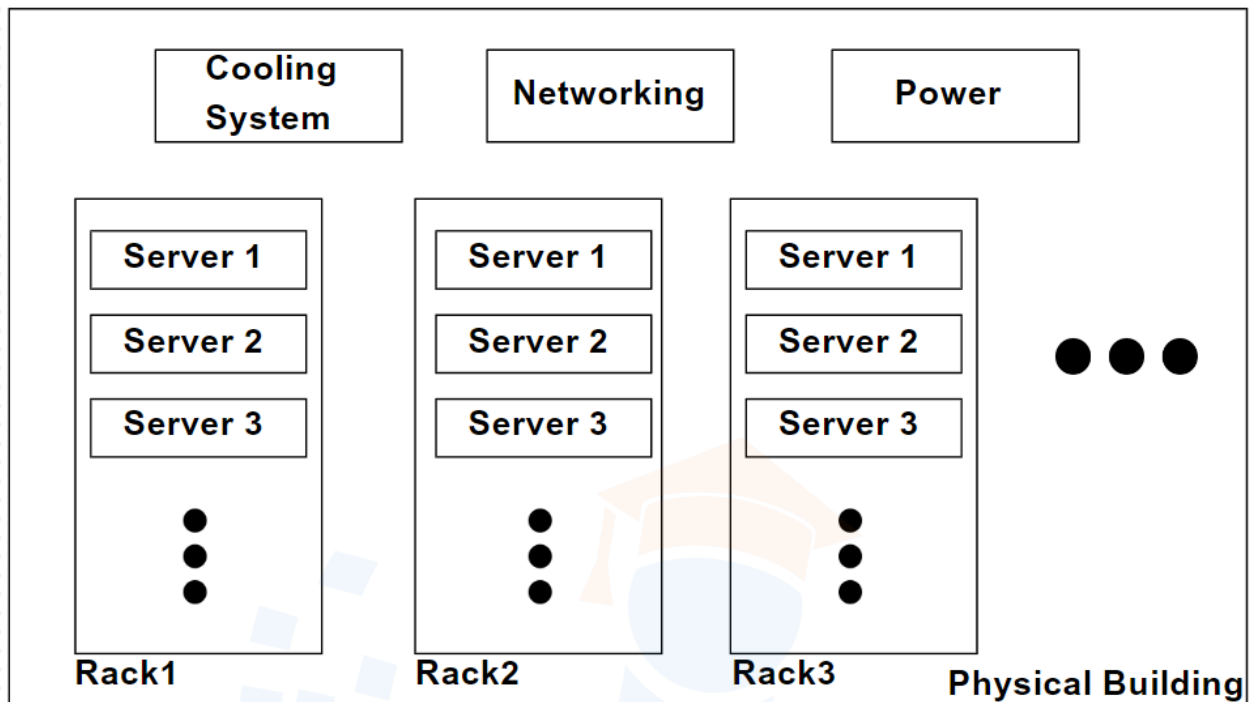 Cooling
System
Networking
Power
Server 1
Server 2
Server 3
Rack1
Server 1
Server 2
Server 3
Rack2
Server 1
Server 2
Server 3
Rack3
Physical Building